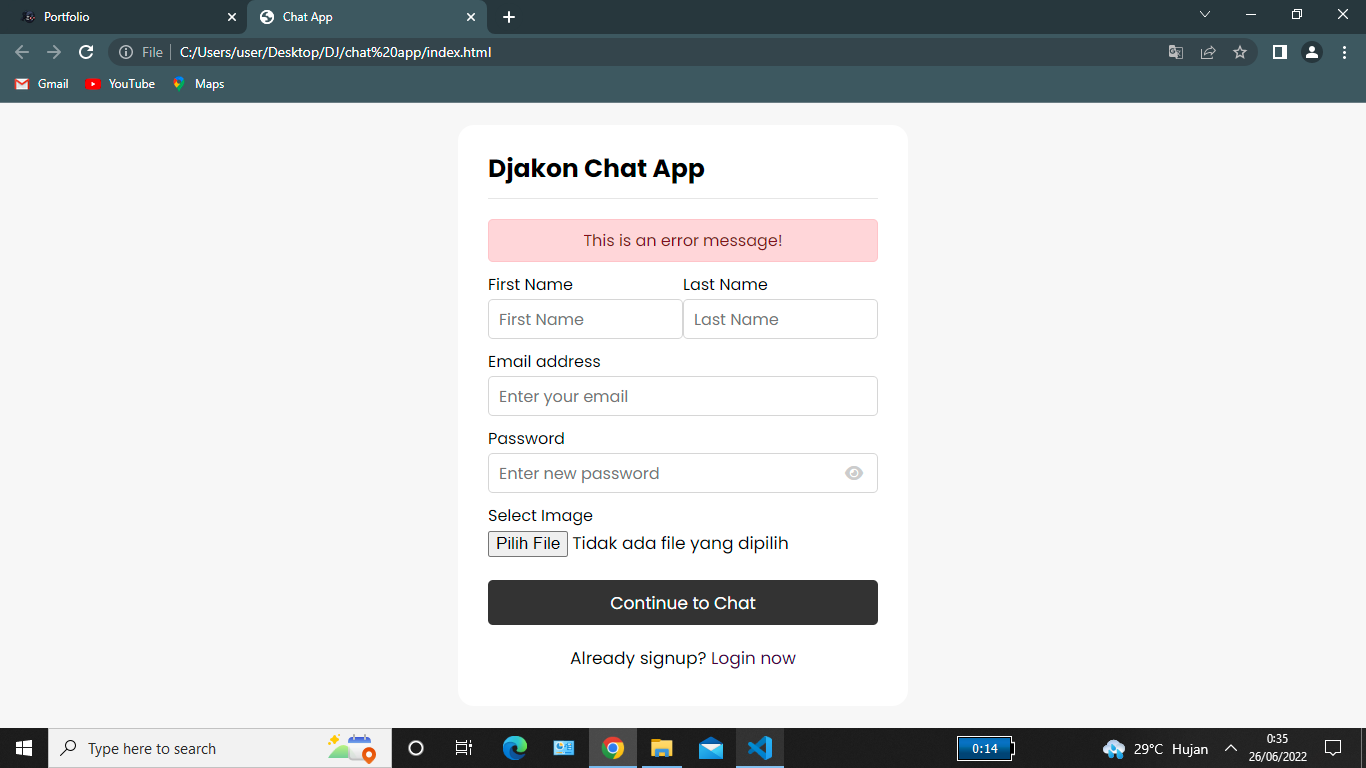 Portfolio
Chat App
File
C:/Users/user/Desktop/DJ/chat%20app/index.html
Gmail
YouTube
Maps
Djakon Chat App
This is an error message!
First Name Last Name
First Name Last Name
Email address
Enter your email
Password
Enter new password
Select Image
Pilih File Tidak ada file yang dipilih
Continue to Chat
Already signup? Login now
Type here to search
0:14
29°C Hujan
0:35
26/06/2022